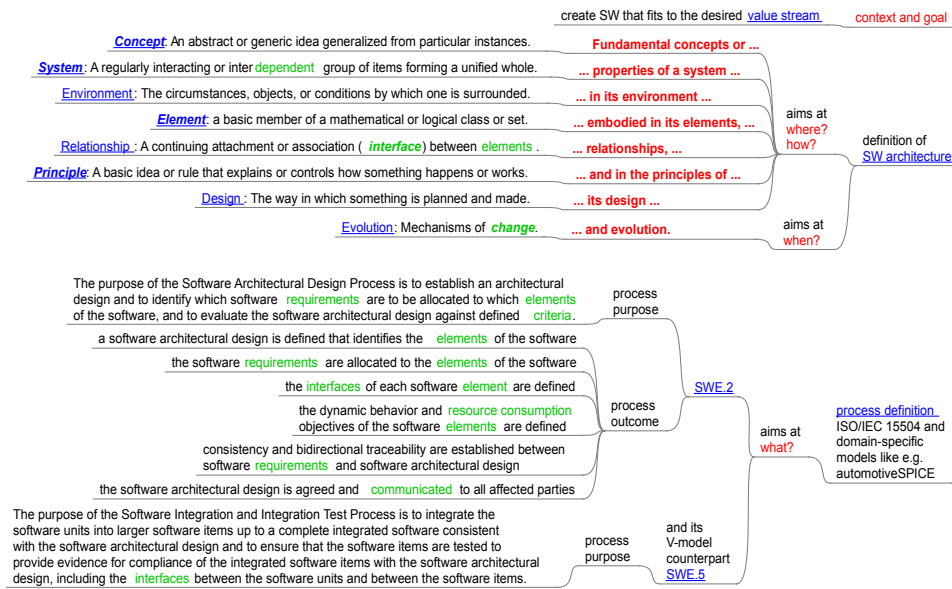 create SW that fits to the desired value stream context and goal
Concept: An abstract or generic idea generalized from particular instances. Fundamental concepts or ...
System: A regularly interacting or inter dependent group of items forming a unified whole. ... properties of a system ...
Environment: The circumstances, objects, or conditions by which one is surrounded. ... in its environment ...
Element: a basic member of a mathematical or logical class or set. ... embodied in its elements, ...
Relationship : A continuing attachment or association ( interface) between elements . ... relationships, ...
Principle: A basic idea or rule that explains or controls how something happens or works. ... and in the principles of ...
Design : The way in which something is planned and made. ... its design ...
aims at
where?
how?
Evolution: Mechanisms of change. ... and evolution.
aims at
when?
definition of
SW architecture
The purpose of the Software Architectural Design Process is to establish an architectural
design and to identify which software requirements are to be allocated to which elements
of the software, and to evaluate the software architectural design against defined criteria.
process
purpose
a software architectural design is defined that identifies the elements of the software
the software requirements are allocated to the elements of the software
the interfaces of each software element are defined
the dynamic behavior and resource consumption
objectives of the software elements are defined
consistency and bidirectional traceability are established between
software requirements and software architectural design
the software architectural design is agreed and communicated to all affected parties
process
outcome
SWE.2
The purpose of the Software Integration and Integration Test Process is to integrate the
software units into larger software items up to a complete integrated software consistent
with the software architectural design and to ensure that the software items are tested to
provide evidence for compliance of the integrated software items with the software architectural
design, including the interfaces between the software units and between the software items.
process
purpose
and its
V-model
counterpart
SWE.5
aims at
what?
process definition
ISO/IEC 15504 and
domain-specific
models like e.g.
automotiveSPICE